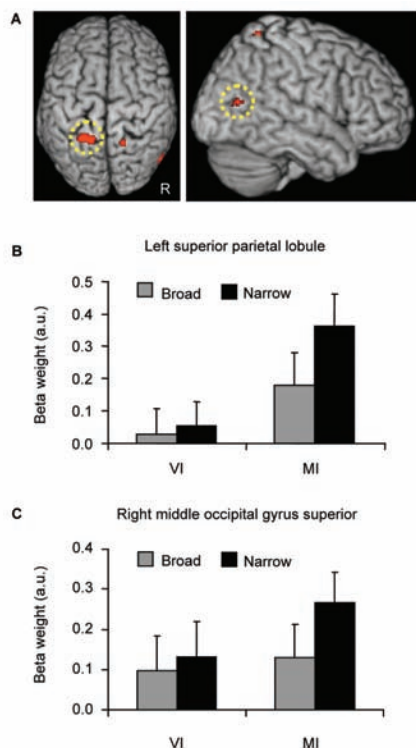 A
R
B
Left superior parietal lobule
Beta weight (a.u.)
0.5
0.4
0.3
0.2
0.1
0.0
Broad
Narrow
VI
MI
C
Right middle occipital gyrus superior
Beta weight (a.u.)
0.4
0.3
0.2
0.1
0.0
Broad
Narrow
VI
MI